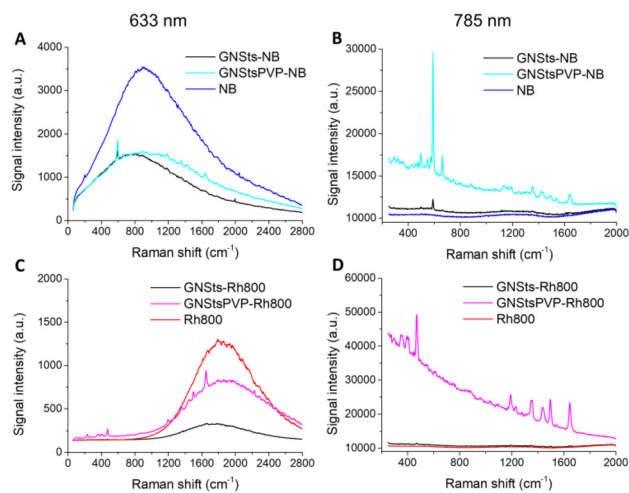 633 nm
785 nm
A
GNSts-NB
GNStsPVP-NB
NB
4000
3000
2000
1000
0
Signal intensity (a.u.)
0 400 800 1200 1600 2000 2400 2800
Raman shift (cm⁻¹)
B
GNSts-NB
GNStsPVP-NB
NB
30000
25000
20000
15000
10000
Signal intensity (a.u.)
400 800 1200 1600 2000
Raman shift (cm⁻¹)
C
GNSts-Rh800
GNStsPVP-Rh800
Rh800
2000
1500
1000
500
0
Signal intensity (a.u.)
0 400 800 1200 1600 2000 2400 2800
Raman shift (cm⁻¹)
D
GNSts-Rh800
GNStsPVP-Rh800
Rh800
60000
50000
40000
30000
20000
10000
Signal intensity (a.u.)
400 800 1200 1600 2000
Raman shift (cm⁻¹)